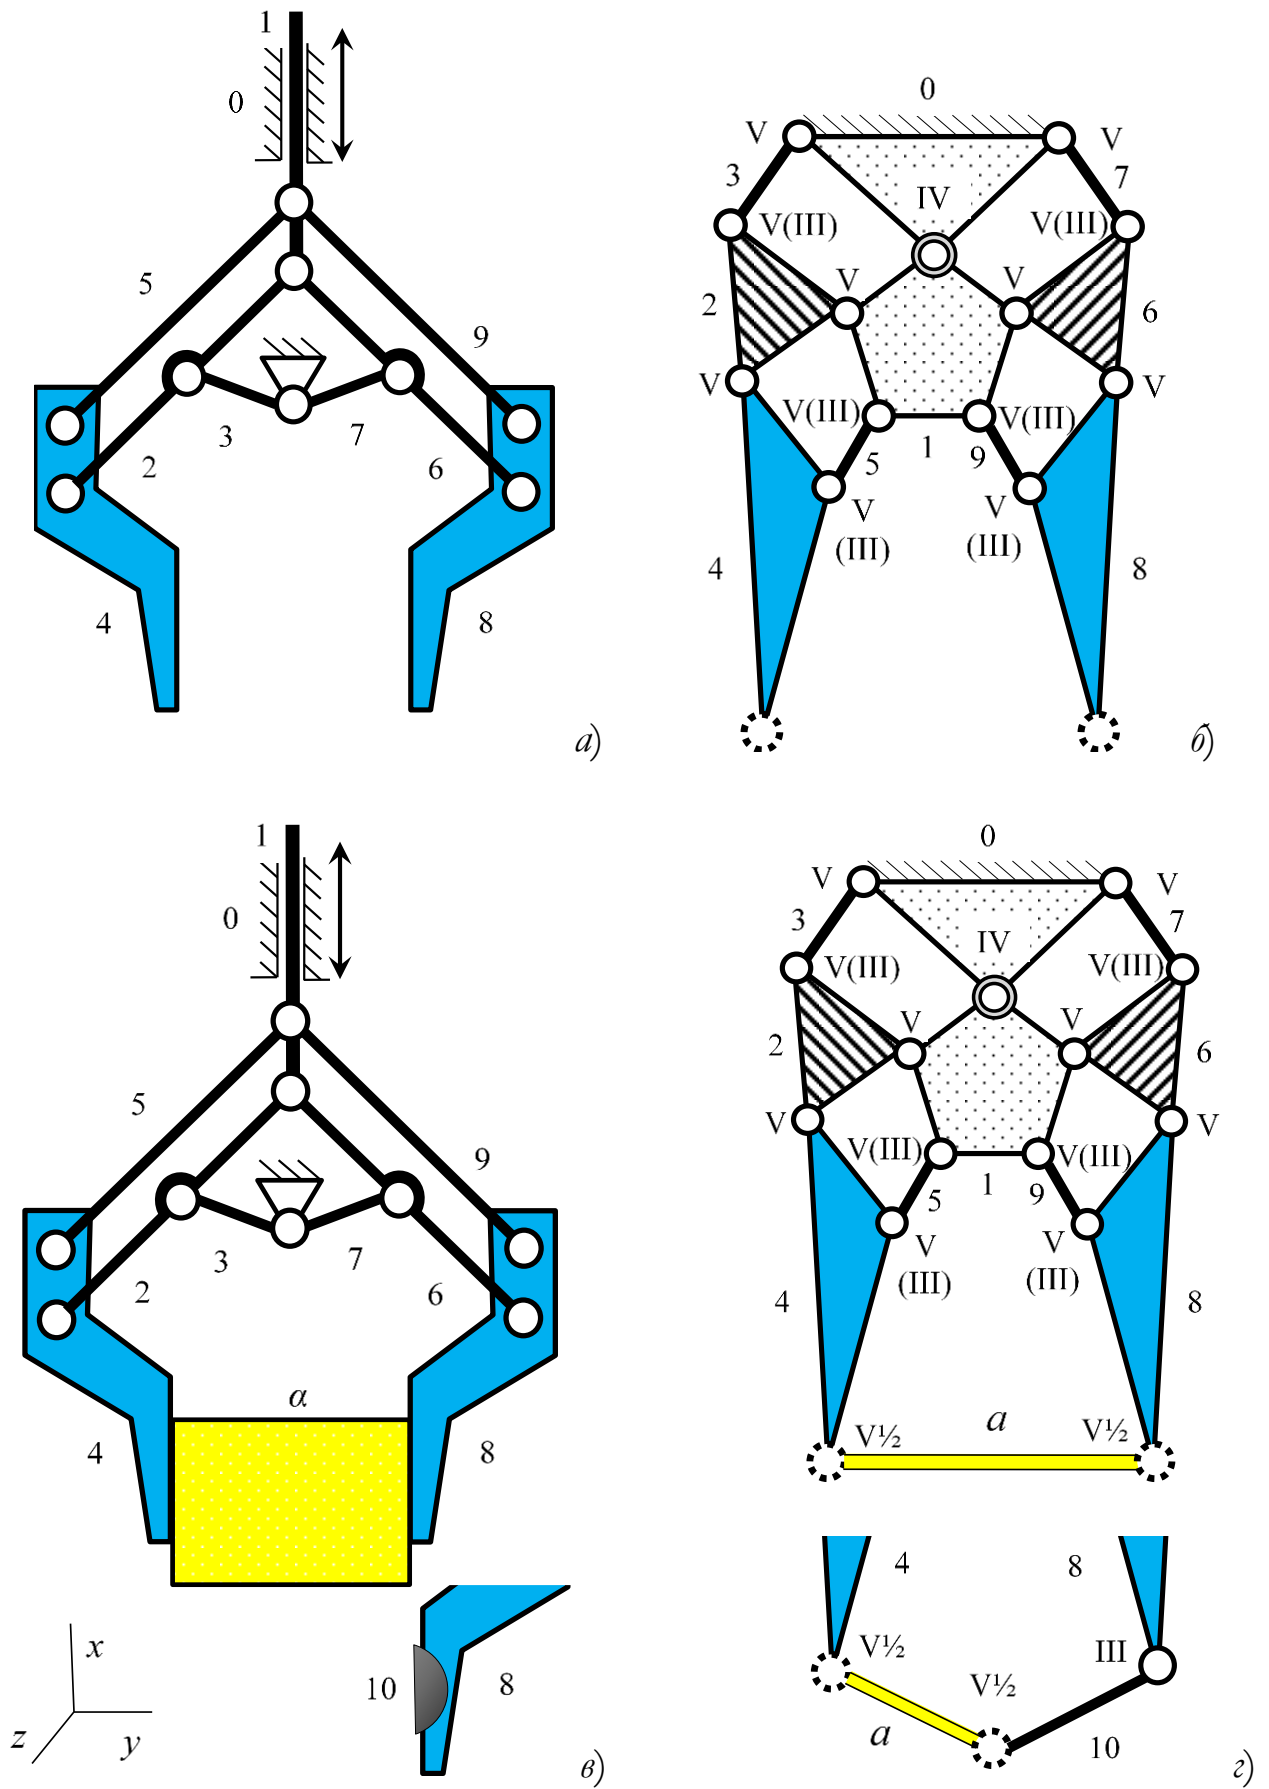 1
0
5
9
3
7
2
6
4
8
а)
0
V
V
3
7
IV
V(III)
V(III)
V
V
2
6
V
V
V(III)
V(III)
5
1
9
V
(III)
V
(III)
4
8
б)
1
0
5
9
3
7
2
6
α
4
8
x
z
y
10
8
в)
0
V
V
3
7
IV
V(III)
V(III)
V
V
2
6
V
V
V(III)
V(III)
5
1
9
V
(III)
V
(III)
4
8
V½
a
V½
4
8
V½
III
V½
a
10
г)